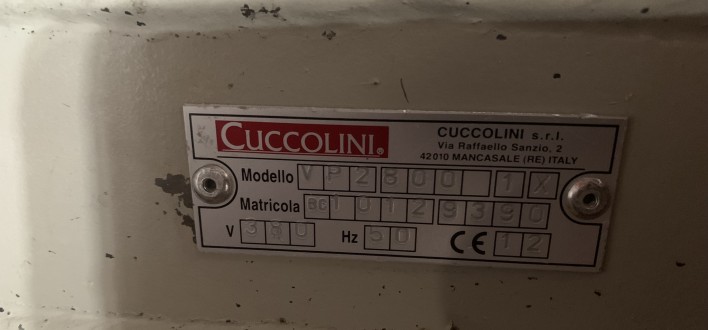 CUCCOLINI®
CUCCOLINI s.r.l.
Via Raffaello Sanzio, 2
42010 MANCASALE (RE) ITALY
Modello VP2800 1X
Matricola BC10129390
V 380 Hz 50 CE 12